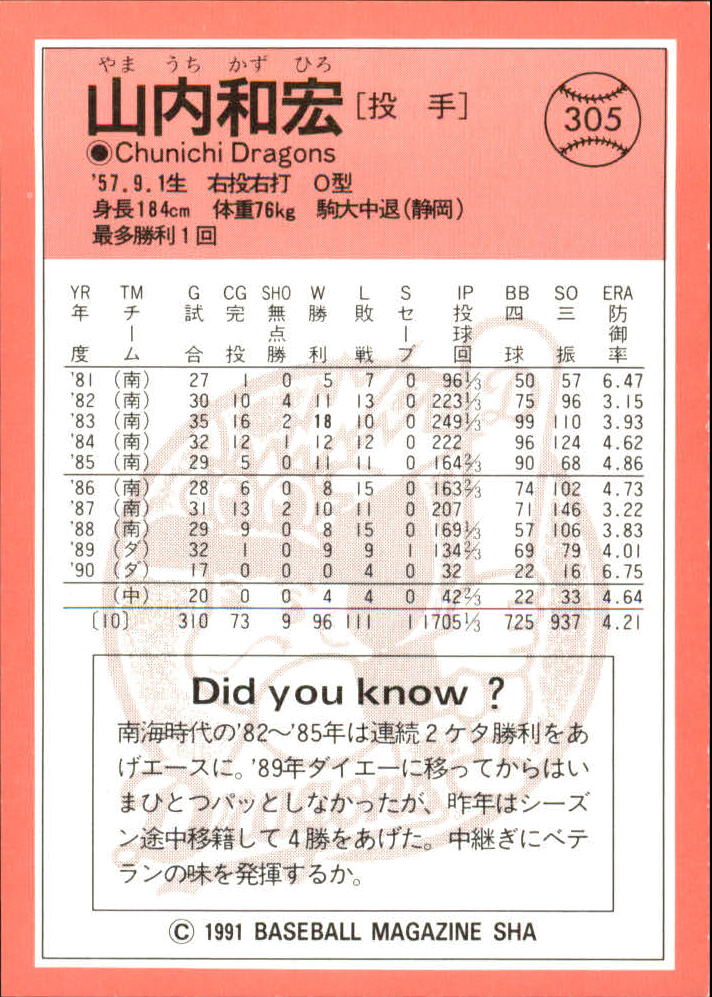 やま うち かず ひろ
山内和宏 [投 手]
305
●Chunichi Dragons
'57.9.1生 右投右打 O型
身長184cm 体重76kg 駒大中退(静岡)
最多勝利1回
YR TM G CG SHO W L S IP BB SO ERA
年度 チーム 試合 完投 無点勝 勝利 敗戦 セーブ 投球回 四球 三振 防御率
'81 (南) 27 1 0 5 7 0 96⅓ 50 57 6.47
'82 (南) 30 10 4 11 13 0 223⅓ 75 96 3.15
'83 (南) 35 16 2 18 10 0 249⅓ 99 110 3.93
'84 (南) 32 12 1 12 12 0 222 96 124 4.62
'85 (南) 29 5 0 11 11 0 164⅔ 90 68 4.86
'86 (南) 28 6 0 8 15 0 163⅔ 74 102 4.73
'87 (南) 31 13 2 10 11 0 207 71 146 3.22
'88 (南) 29 9 0 8 15 0 169⅓ 57 106 3.83
'89 (ダ) 32 1 0 9 9 1 134⅔ 69 79 4.01
'90 (ダ) 17 0 0 0 4 0 32 22 16 6.75
(中) 20 0 0 4 4 0 42⅔ 22 33 4.64
〔10〕 310 73 9 96 111 1 1705⅓ 725 937 4.21
Did you know ?
南海時代の'82〜'85年は連続2ケタ勝利をあ
げエースに。'89年ダイエーに移ってからはい
まひとつパッとしなかったが、昨年はシーズ
ン途中移籍して4勝をあげた。中継ぎにベテ
ランの味を発揮するか。
© 1991 BASEBALL MAGAZINE SHA